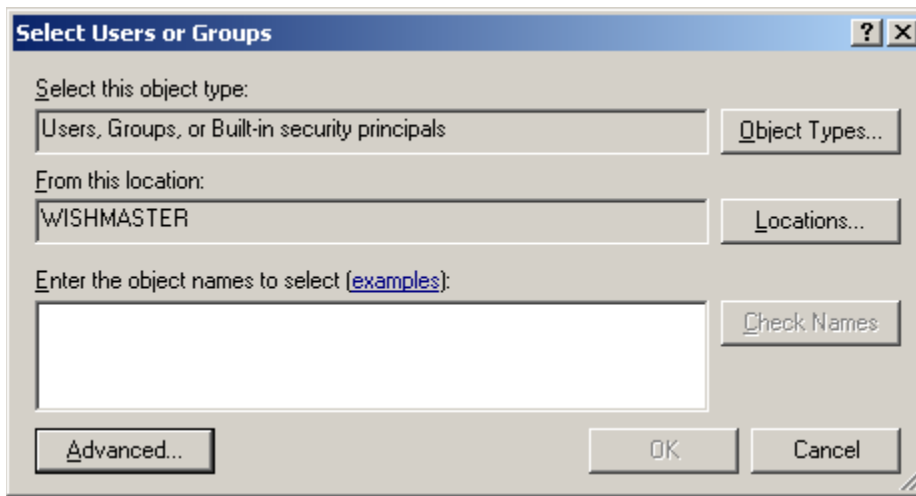 Select Users or Groups
Select this object type:
Users, Groups, or Built-in security principals
Object Types...
From this location:
WISHMASTER
Locations...
Enter the object names to select (examples):
Check Names
Advanced...
OK
Cancel